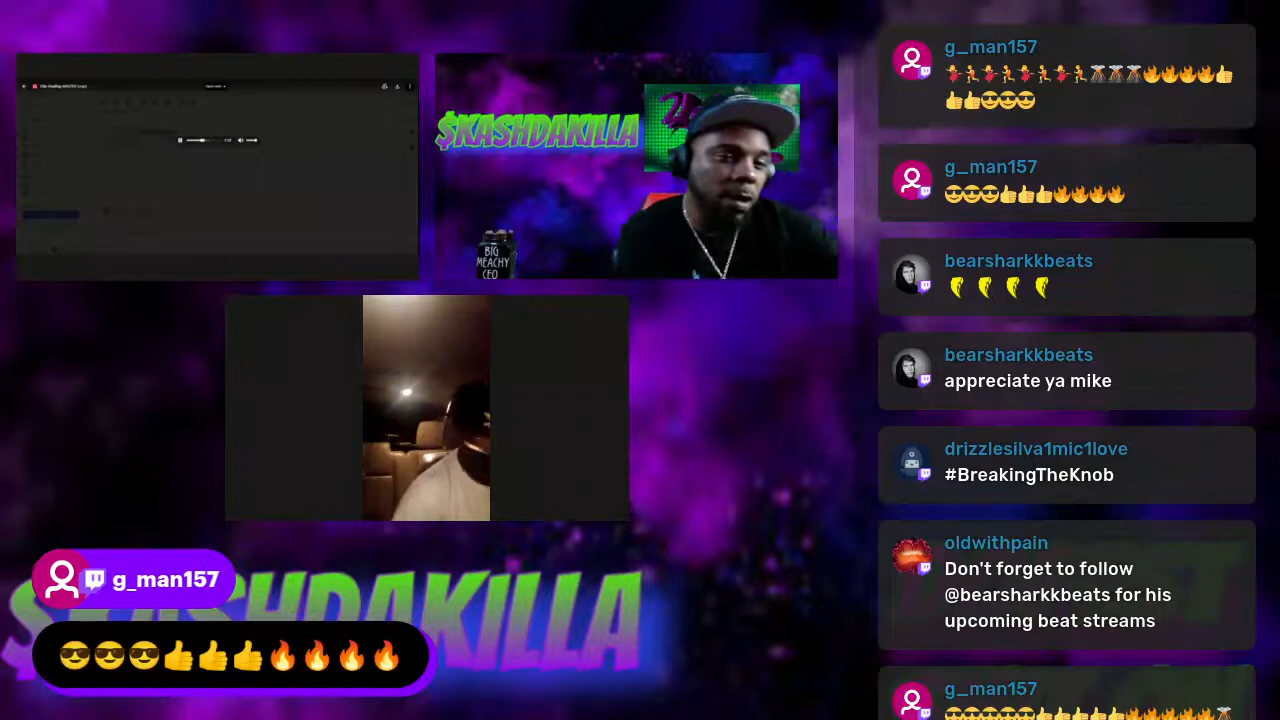 $KASHDAKILLA
BIG
MEACHY
CEO
g_man157
$KASHDAKILLA
😎😎😎👍👍👍🔥🔥🔥🔥
g_man157
👍
👍👍😎😎😎
g_man157
😎😎😎👍👍👍🔥🔥🔥🔥
bearsharkkbeats
bearsharkkbeats
appreciate ya mike
drizzlesilva1mic1love
#BreakingTheKnob
oldwithpain
Don't forget to follow
@bearsharkkbeats for his
upcoming beat streams
g_man157